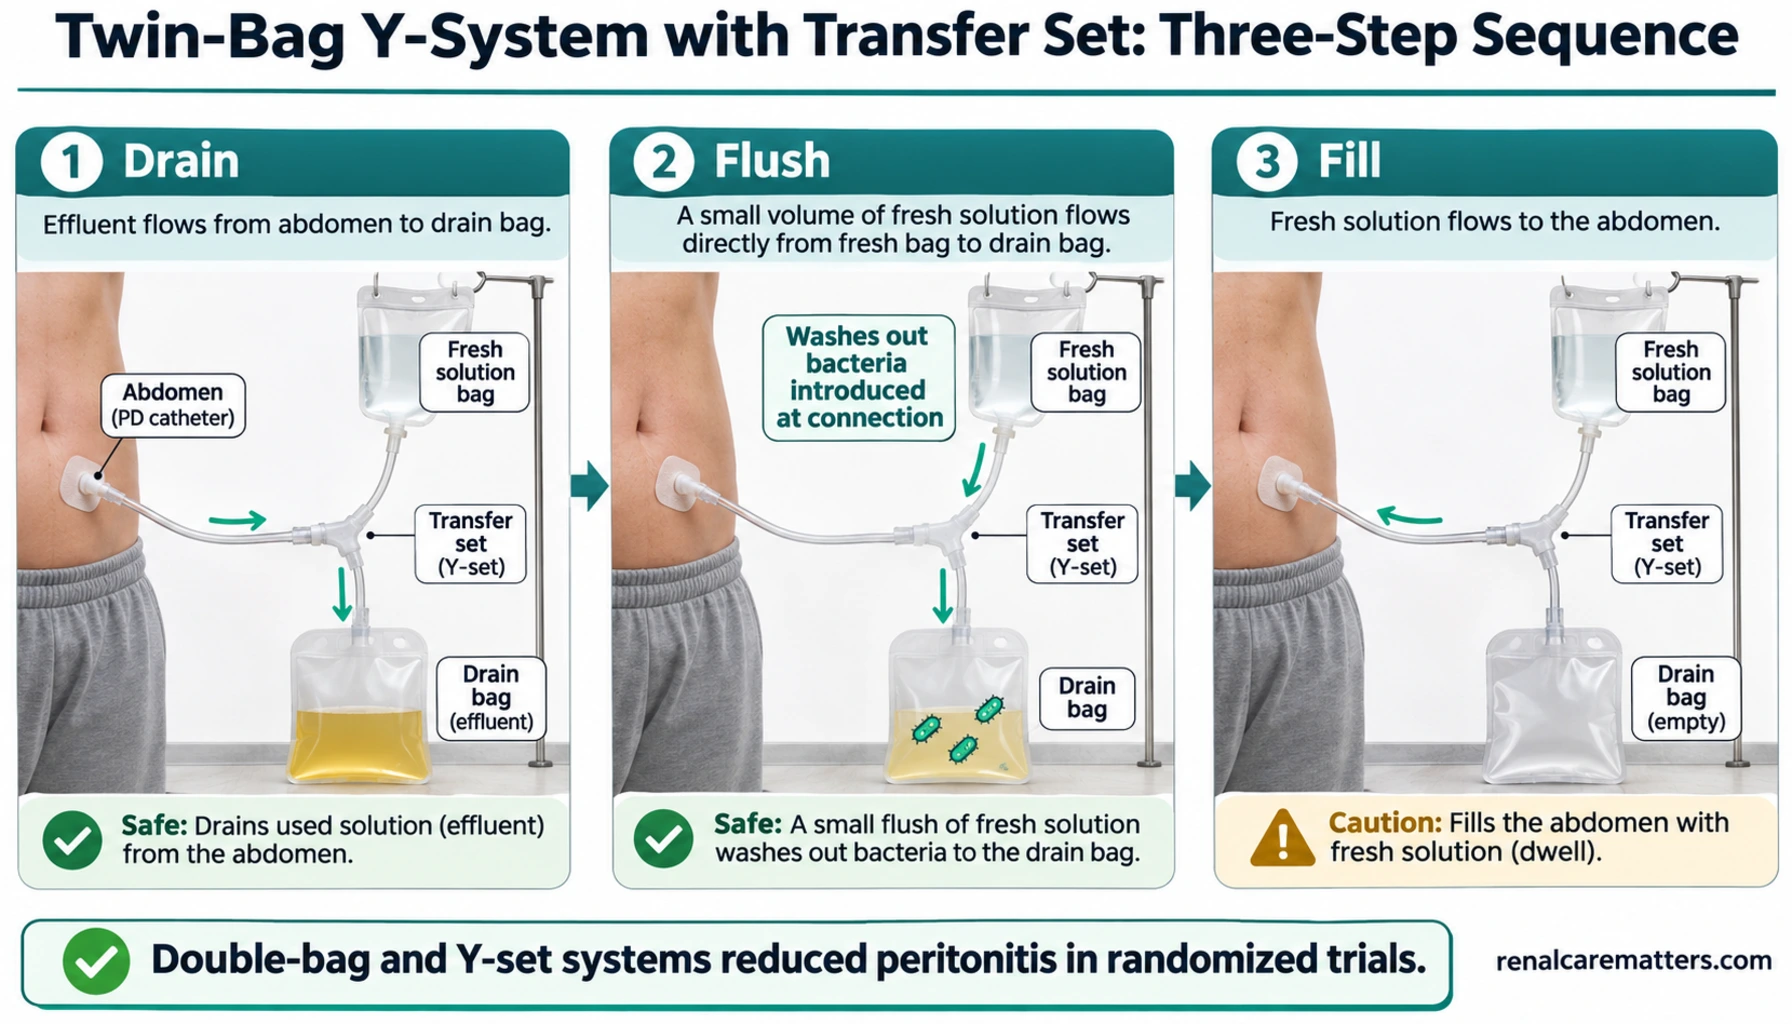 Twin-Bag Y-System with Transfer Set: Three-Step Sequence
1 Drain
Effluent flows from abdomen to drain bag.
Abdomen
(PD catheter)
Fresh
solution
bag
Transfer
set
(Y-set)
Drain
bag
(effluent)
Safe: Drains used solution (effluent)
from the abdomen.
2 Flush
A small volume of fresh solution flows
directly from fresh bag to drain bag.
Washes out
bacteria
introduced
at connection
Fresh
solution
bag
Transfer
set
(Y-set)
Drain
bag
Safe: A small flush of fresh solution
washes out bacteria to the drain bag.
3 Fill
Fresh solution flows to the abdomen.
Fresh
solution
bag
Transfer
set
(Y-set)
Drain
bag
(empty)
Caution: Fills the abdomen with
fresh solution (dwell).
Double-bag and Y-set systems reduced peritonitis in randomized trials.
renalcarematters.com